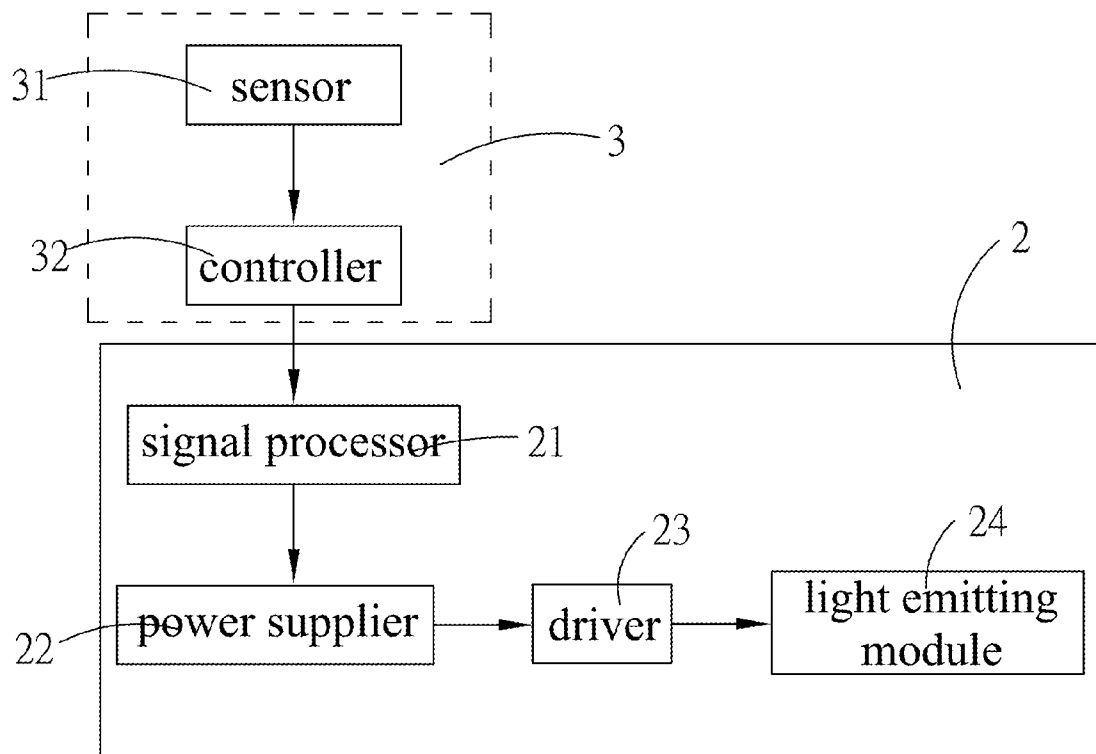 31
sensor
3
32
controller
2
signal processor
21
23
24
22
power supplier
driver
light emitting
module